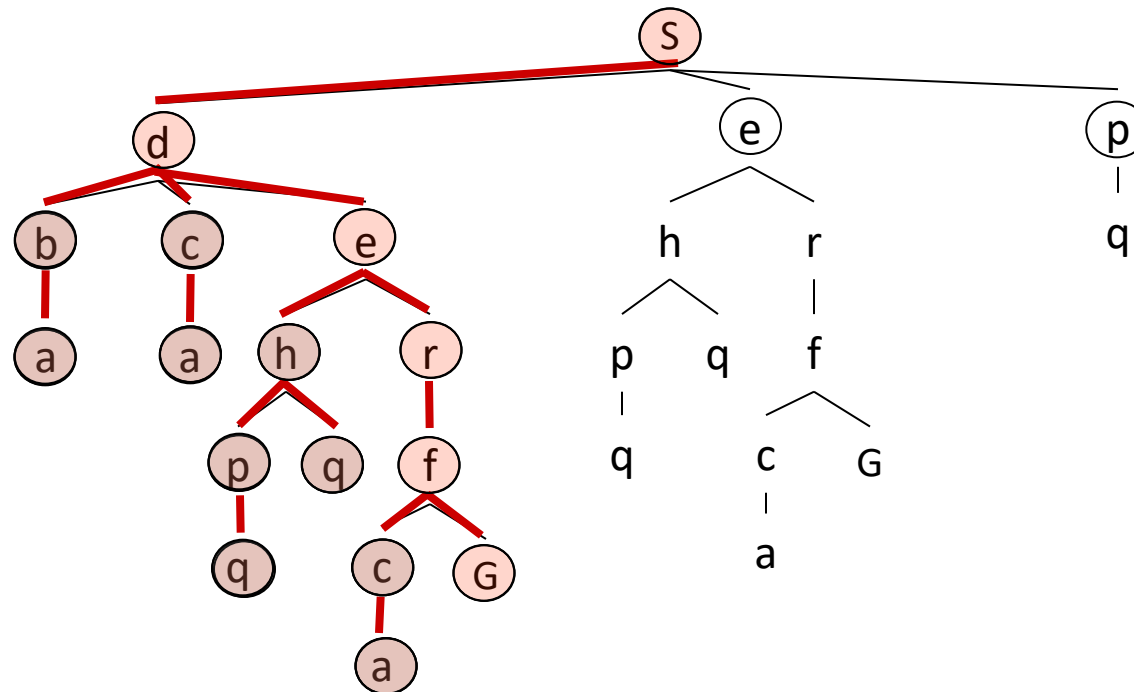 S
d e p
b c e h r q
a a h r p q f
p q f q c G
q c G a
a